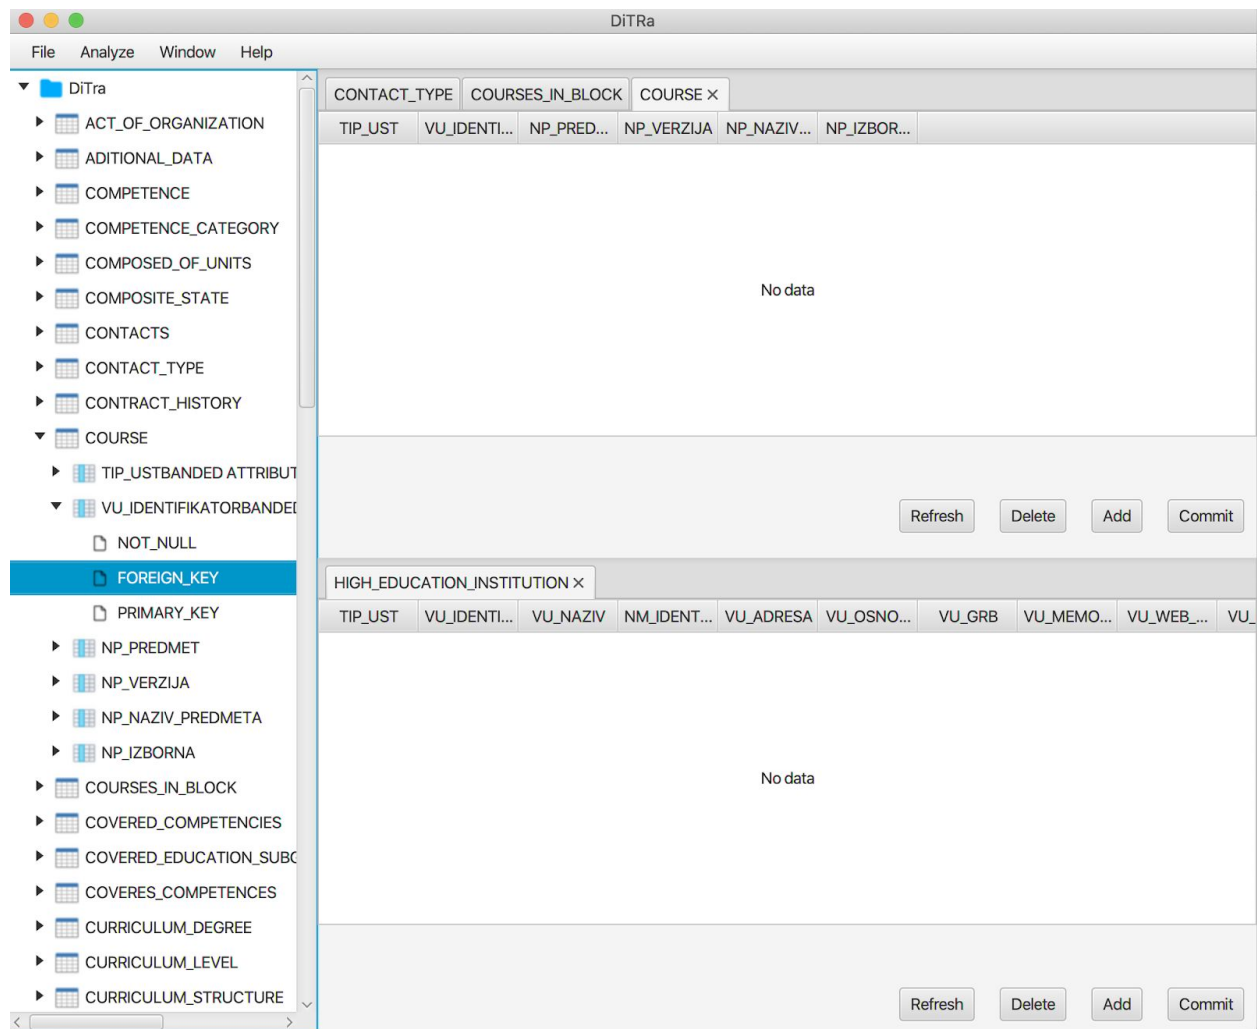 DiTRa
File Analyze Window Help
DiTra
ACT_OF_ORGANIZATION
ADITIONAL_DATA
COMPETENCE
COMPETENCE_CATEGORY
COMPOSED_OF_UNITS
COMPOSITE_STATE
CONTACTS
CONTACT_TYPE
CONTRACT_HISTORY
COURSE
TIP_USTBANDED ATTRIBUT
VU_IDENTIFIKATORBANDED
NOT_NULL
FOREIGN_KEY
PRIMARY_KEY
NP_PREDMET
NP_VERZIJA
NP_NAZIV_PREDMETA
NP_IZBORNA
COURSES_IN_BLOCK
COVERED_COMPETENCIES
COVERED_EDUCATION_SUBG
COVERES_COMPETENCES
CURRICULUM_DEGREE
CURRICULUM_LEVEL
CURRICULUM_STRUCTURE
CONTACT_TYPE COURSES_IN_BLOCK COURSE
TIP_UST VU_IDENTI... NP_PRED... NP_VERZIJA NP_NAZIV... NP_IZBOR...
No data
Refresh Delete Add Commit
HIGH_EDUCATION_INSTITUTION
TIP_UST VU_IDENTI... VU_NAZIV NM_IDENT... VU_ADRESA VU_OSNO... VU_GRB VU_MEMO... VU_WEB_... VU_
No data
Refresh Delete Add Commit